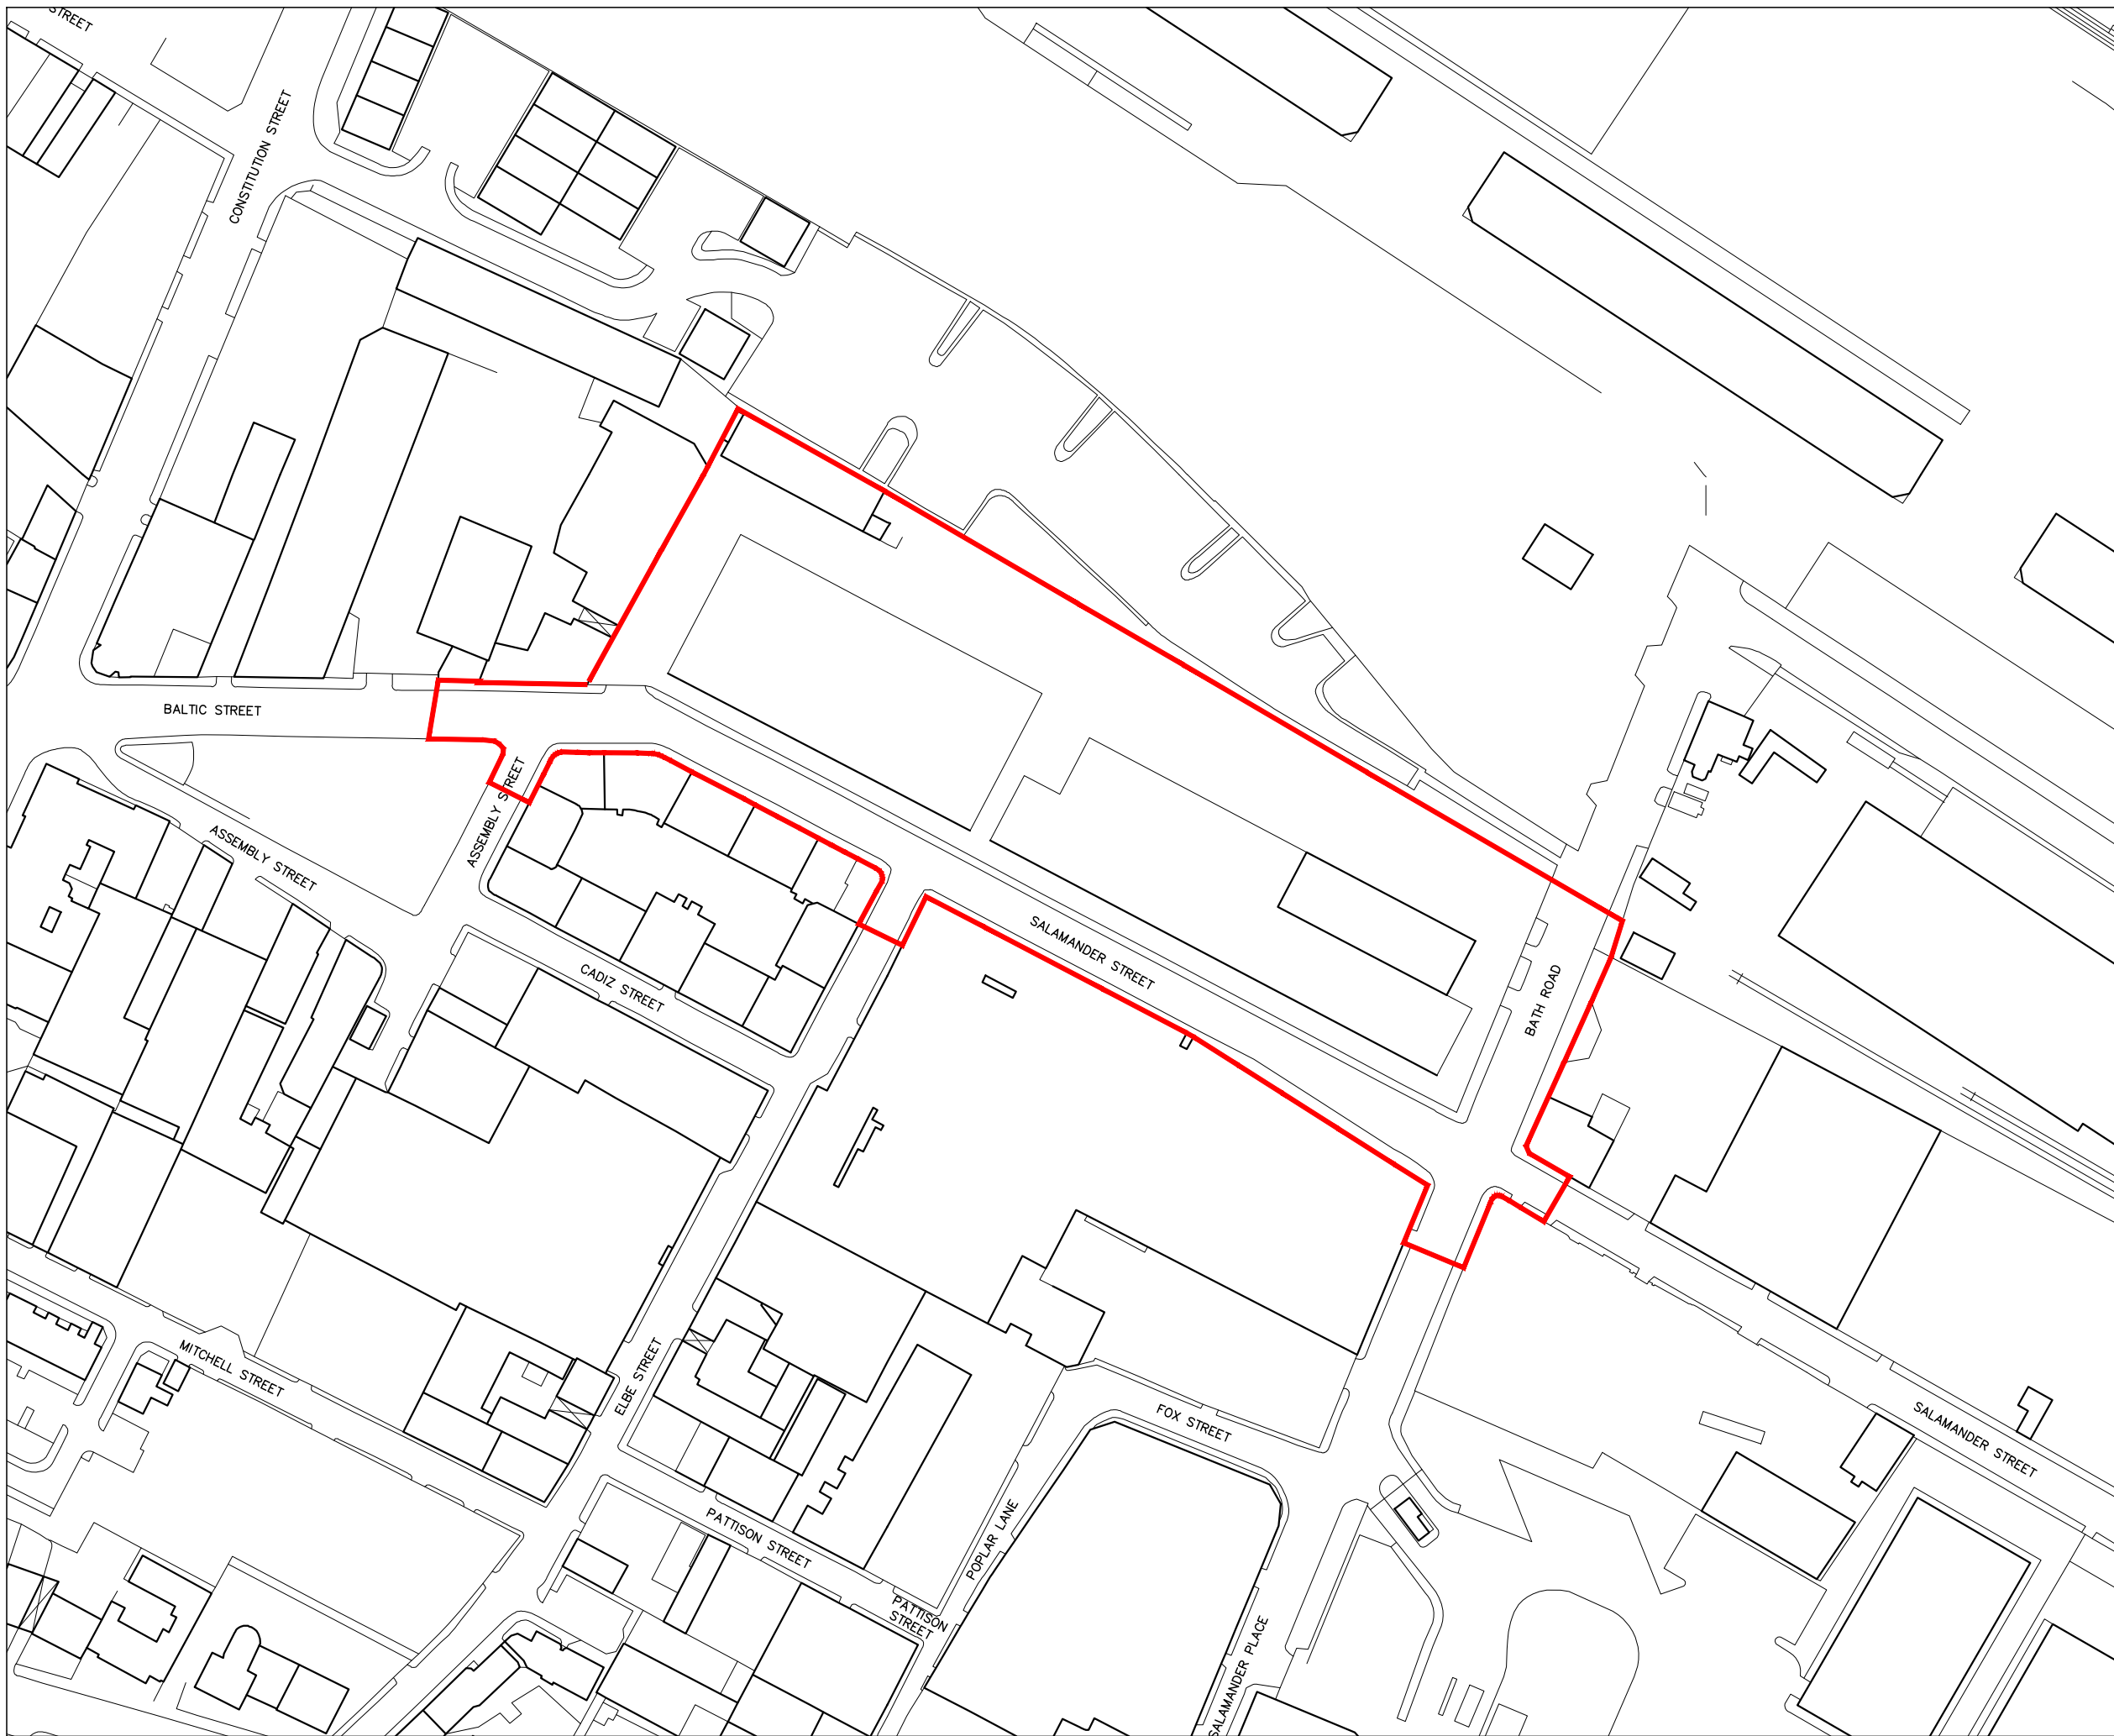 STREET
CONSTITUTION STREET
BALTIC STREET
ASSEMBLY STREET
ASSEMBLY STREET
CADIZ STREET
SALAMANDER STREET
BATH ROAD
MITCHELL STREET
ELBE STREET
FOX STREET
SALAMANDER STREET
PATTISON STREET
POPLAR LANE
PATTISON
STREET
SALAMANDER PLACE